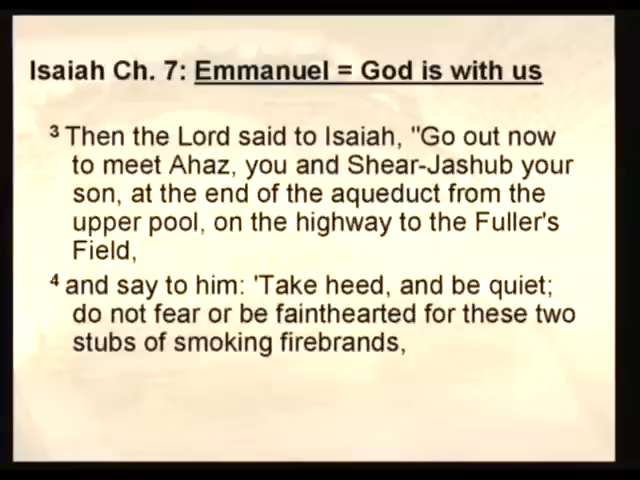 Isaiah Ch. 7: Emmanuel = God is with us
3 Then the Lord said to Isaiah, "Go out now
to meet Ahaz, you and Shear-Jashub your
son, at the end of the aqueduct from the
upper pool, on the highway to the Fuller's
Field,
4 and say to him: 'Take heed, and be quiet;
do not fear or be fainthearted for these two
stubs of smoking firebrands,